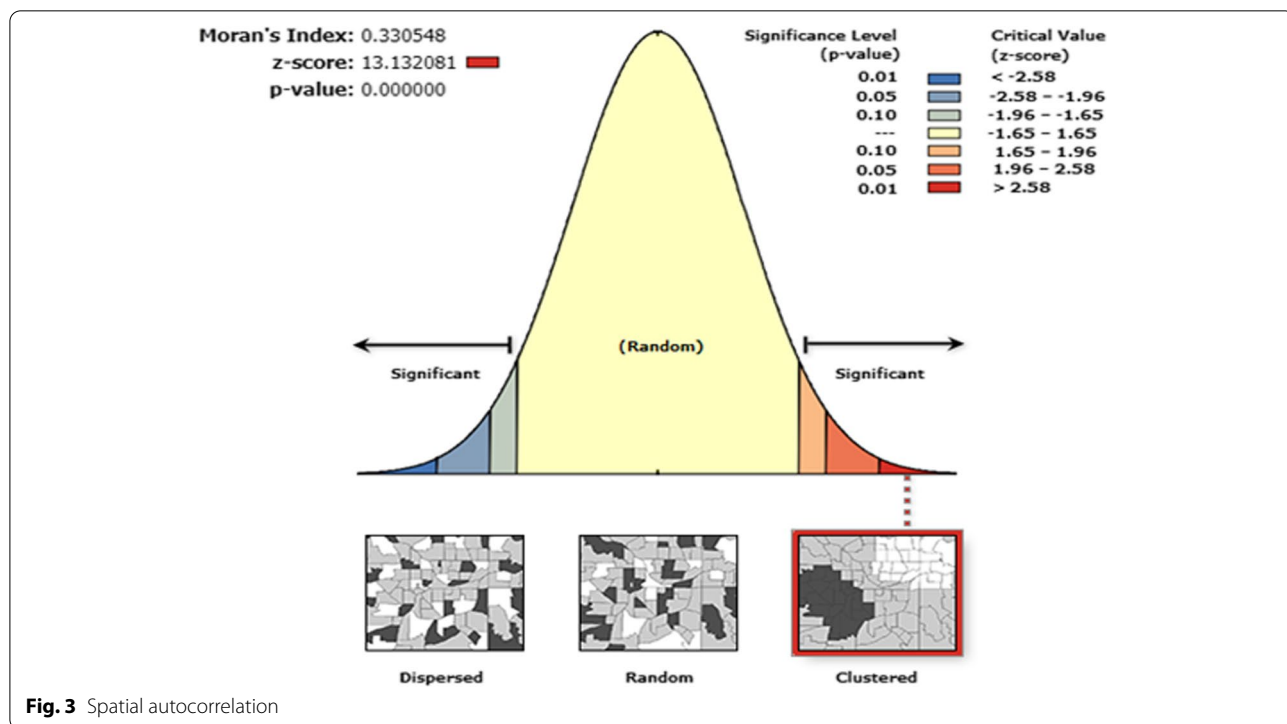 Moran's Index: 0.330548
z-score: 13.132081
p-value: 0.000000
Significance Level (p-value)
Critical Value (z-score)
0.01 < -2.58
0.05 -2.58 – -1.96
0.10 -1.96 – -1.65
--- -1.65 – 1.65
0.10 1.65 – 1.96
0.05 1.96 – 2.58
0.01 > 2.58
(Random)
Significant
Significant
Dispersed
Random
Clustered
Fig. 3 Spatial autocorrelation